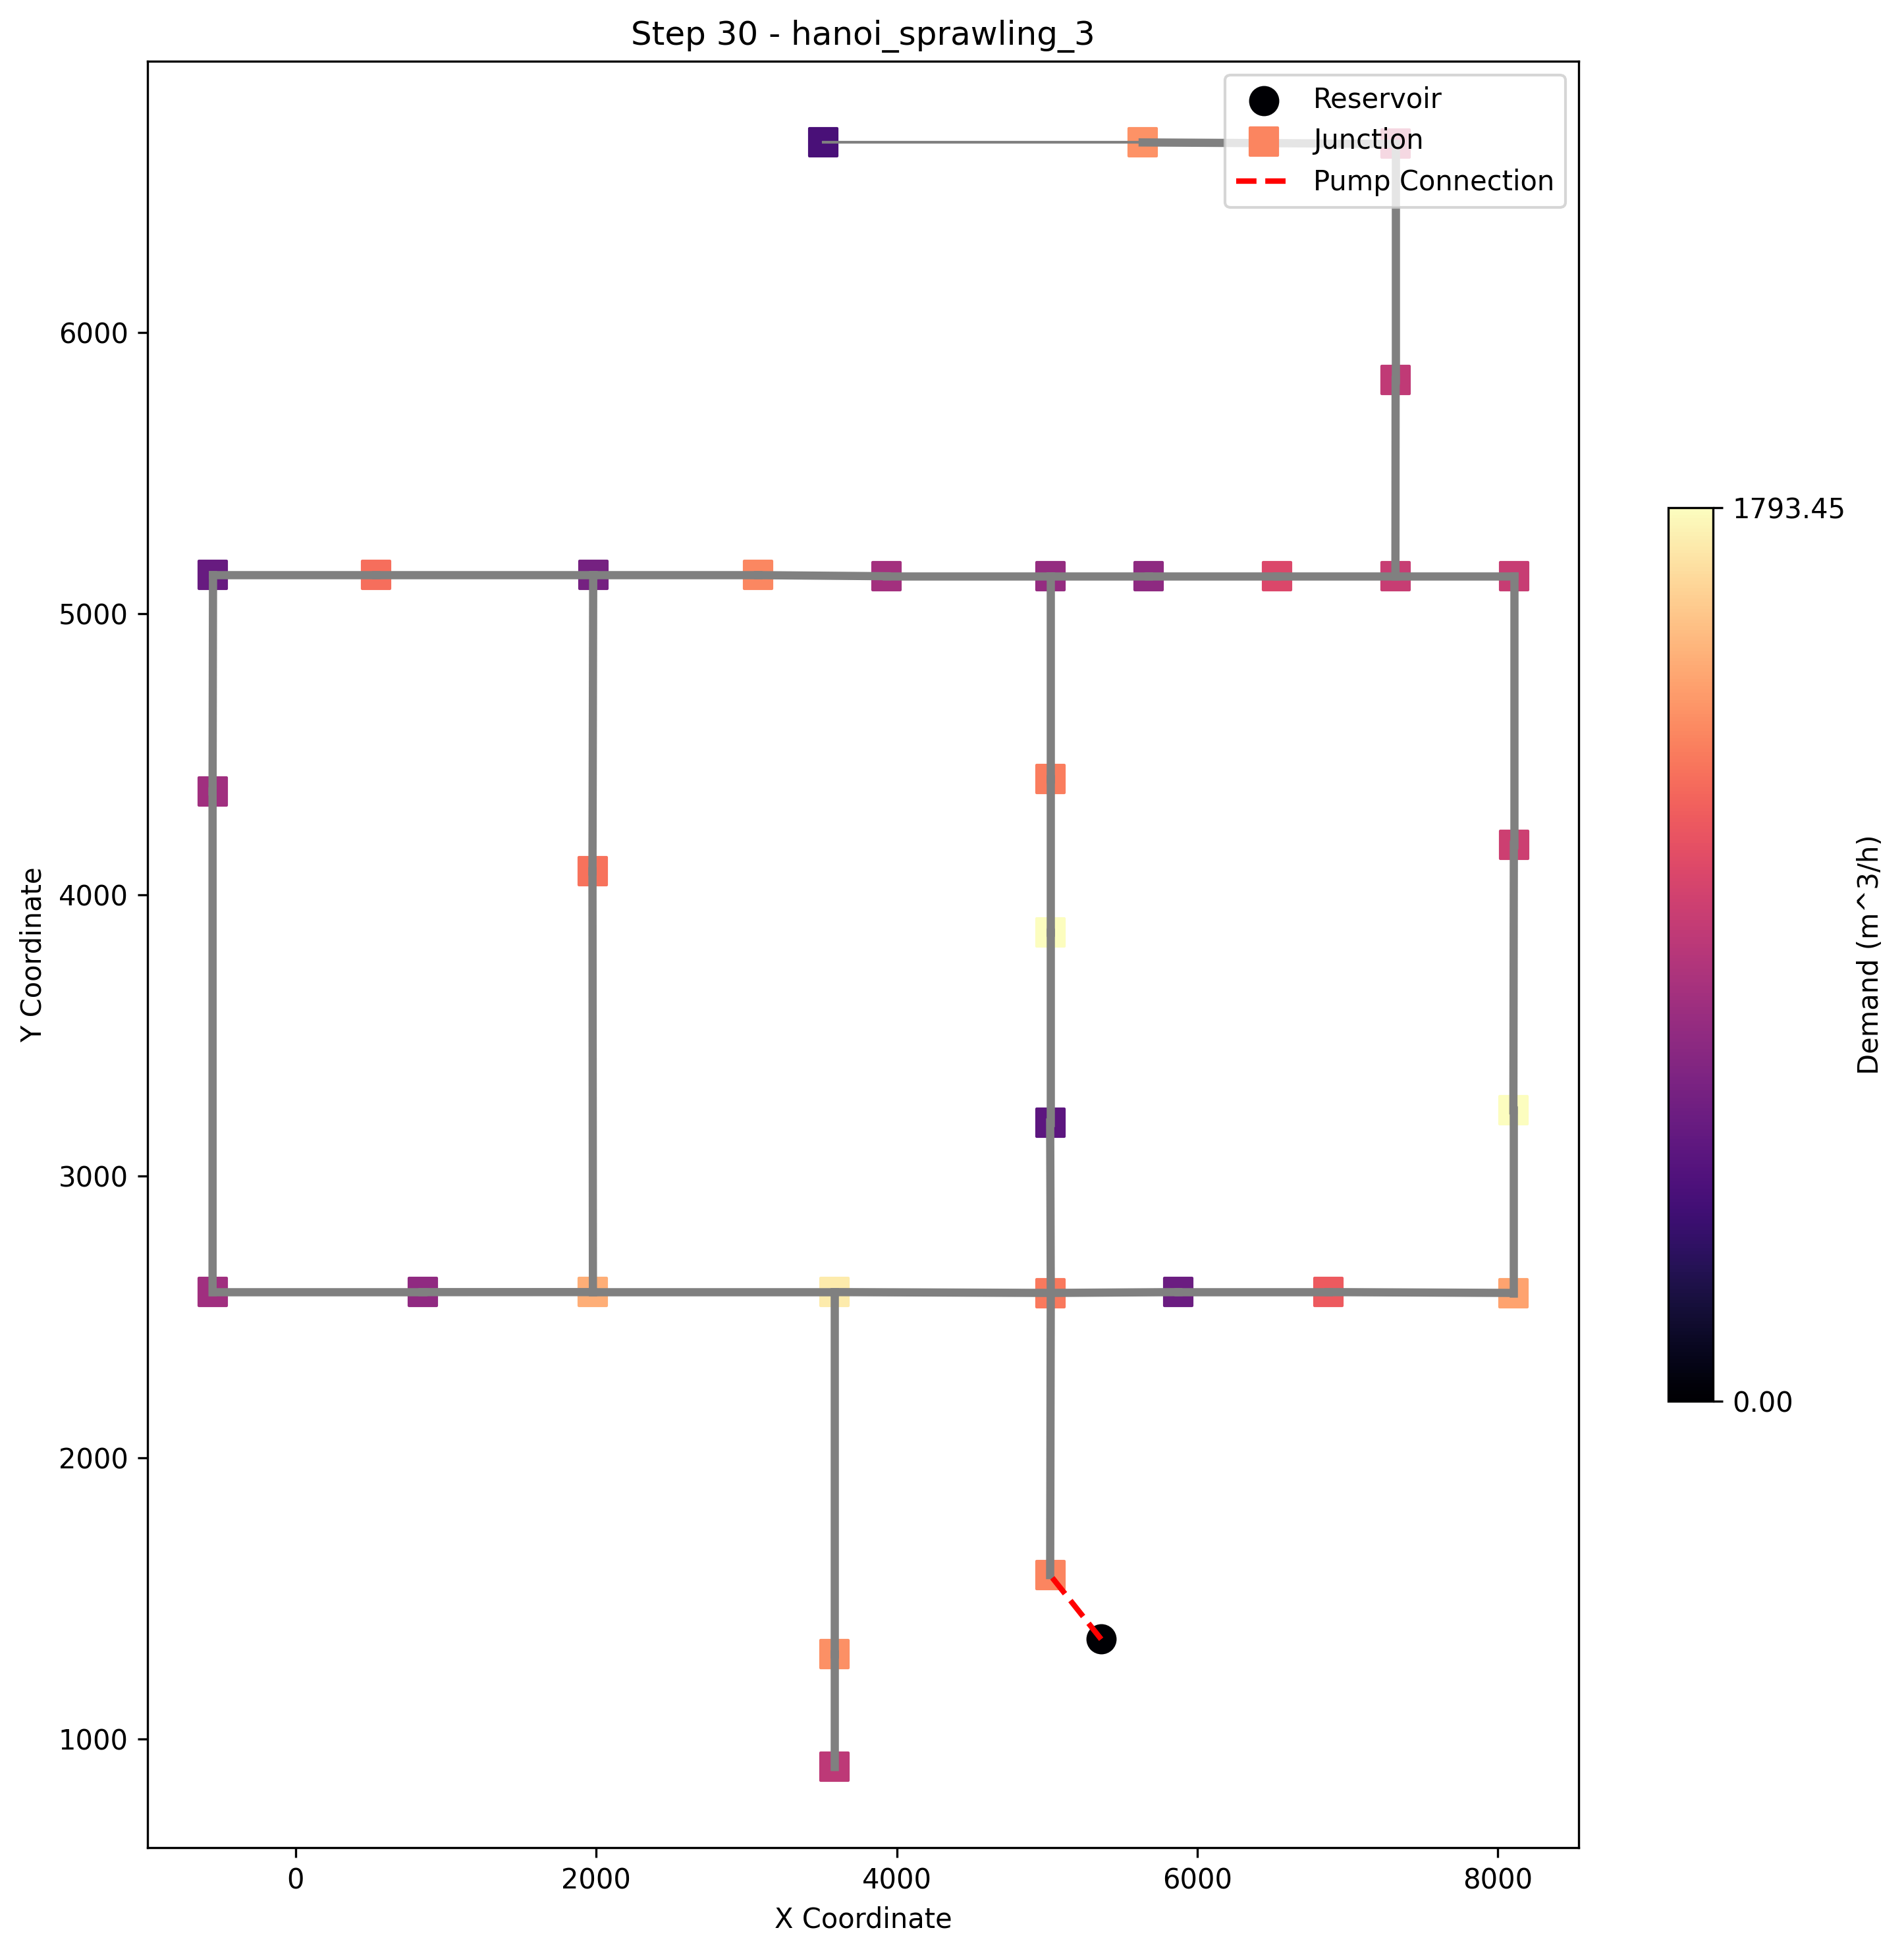 Step 30 - hanoi_sprawling_3
Reservoir
Junction
Pump Connection
6000
5000
4000
3000
2000
1000
Y Coordinate
0
2000
4000
6000
8000
X Coordinate
1793.45
0.00
Demand (m^3/h)